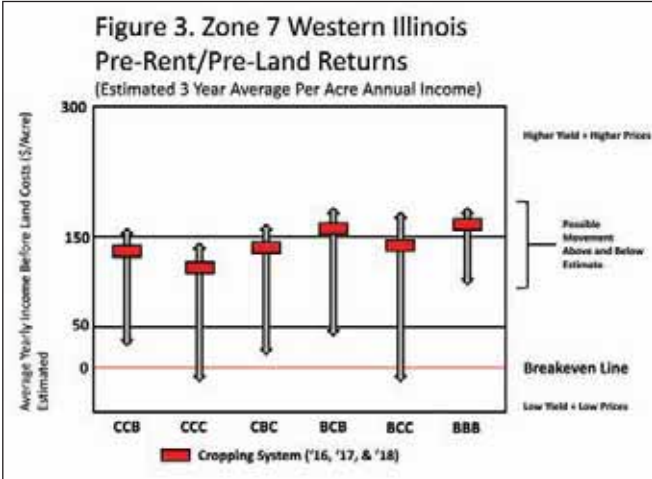 Figure 3. Zone 7 Western Illinois
Pre-Rent/Pre-Land Returns
(Estimated 3 Year Average Per Acre Annual Income)
Average Yearly Income Before Land Costs ($/Acre)
Estimated
300
150
50
0
Higher Yield + Higher Prices
Possible
Movement
Above and Below
Estimate
Breakeven Line
Low Yield + Low Prices
CCB CCC CBC BCB BCC BBB
Cropping System ('16, '17, & '18)